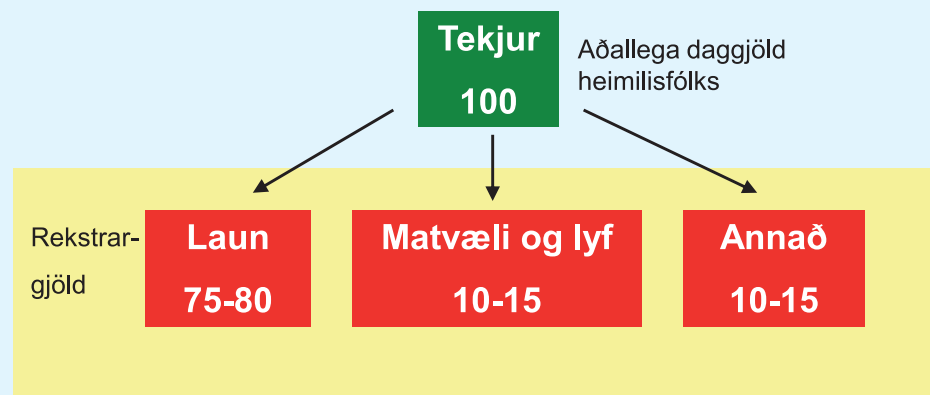 Tekjur
100
Aðallega daggjöld
heimilisfólks
Rekstrar-
gjöld
Laun
75-80
Matvæli og lyf
10-15
Annað
10-15